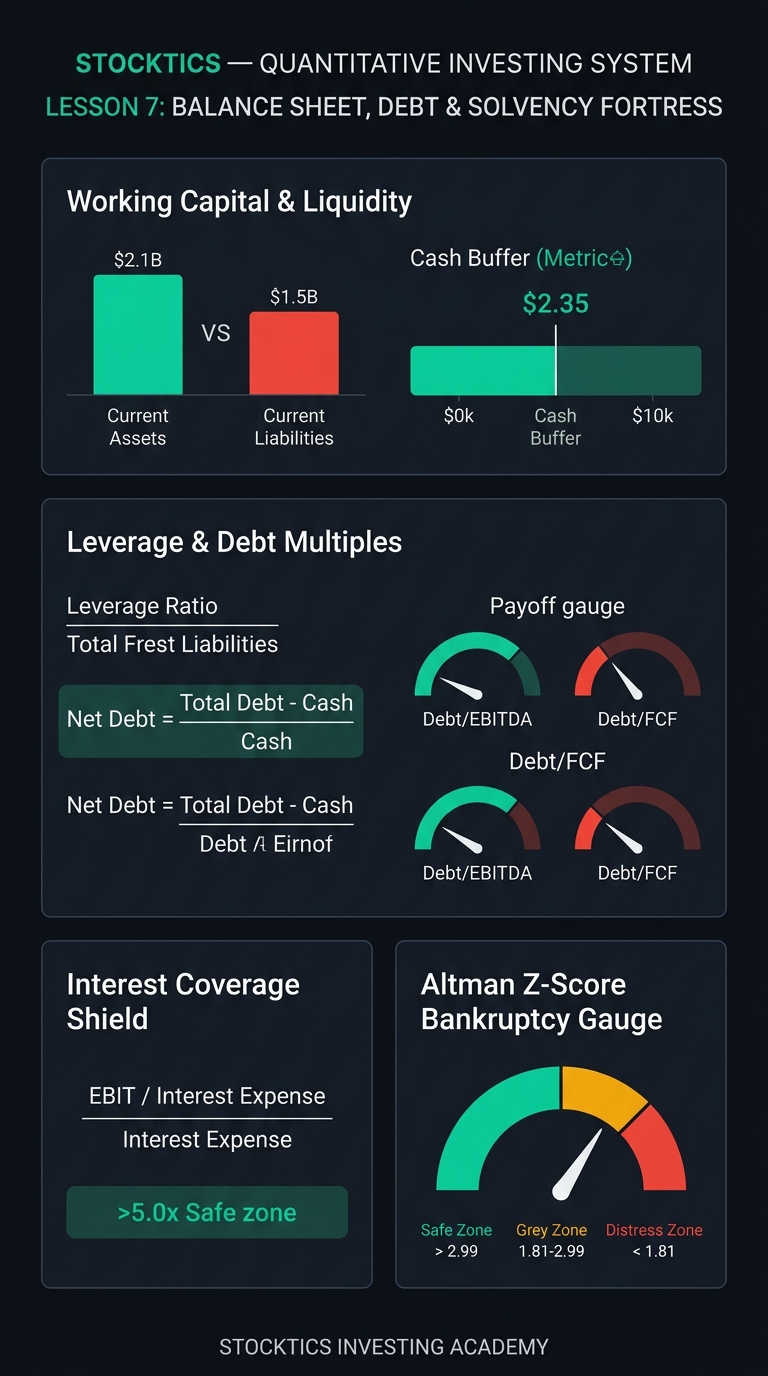 STOCKTICS — QUANTITATIVE INVESTING SYSTEM
LESSON 7: BALANCE SHEET, DEBT & SOLVENCY FORTRESS
Working Capital & Liquidity
$2.1B
$1.5B
VS
Current
Assets
Current
Liabilities
Cash Buffer (Metric)
$2.35
$0k
Cash
Buffer
$10k
Leverage & Debt Multiples
Leverage Ratio
Total Frest Liabilities
Net Debt = Total Debt - Cash
Cash
Net Debt = Total Debt - Cash
Debt Eirnof
Payoff gauge
Debt/EBITDA
Debt/FCF
Debt/FCF
Debt/EBITDA
Debt/FCF
Interest Coverage
Shield
EBIT / Interest Expense
Interest Expense
>5.0x Safe zone
Altman Z-Score
Bankruptcy Gauge
Safe Zone
> 2.99
Grey Zone
1.81-2.99
Distress Zone
< 1.81
STOCKTICS INVESTING ACADEMY